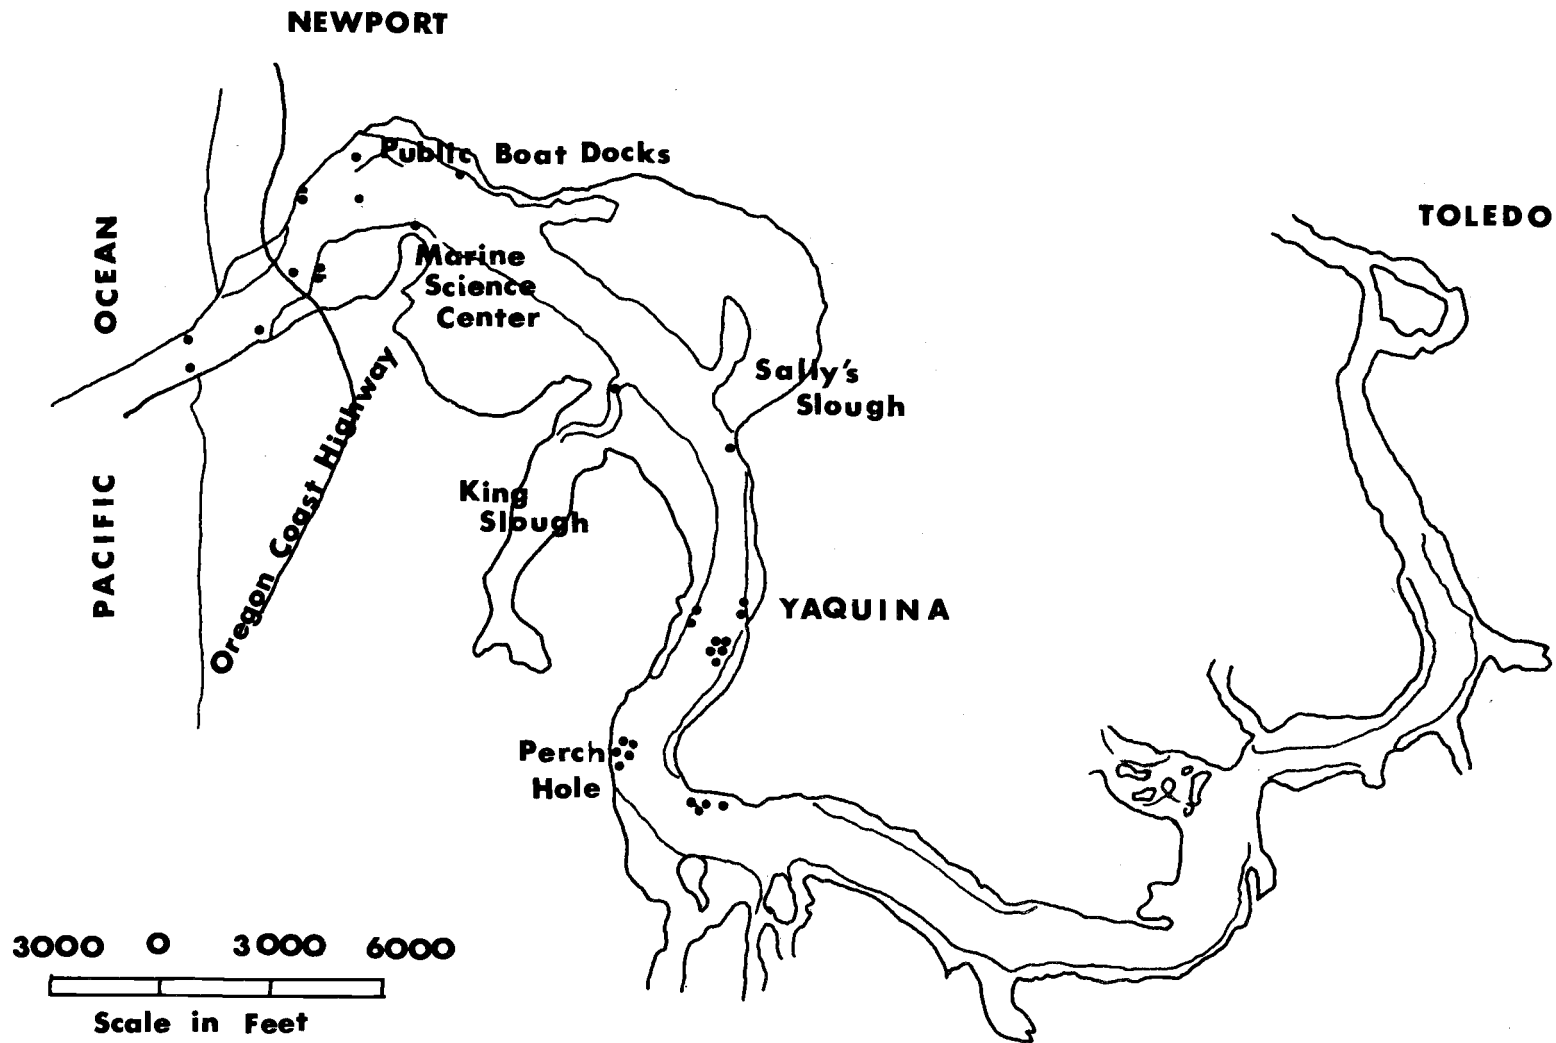 NEWPORT
Public Boat Docks
TOLEDO
PACIFIC OCEAN
Marine
Science
Center
Oregon Coast Highway
Sally's
Slough
King
Slough
YAQUINA
Perch
Hole
3000 0 3000 6000
Scale in Feet